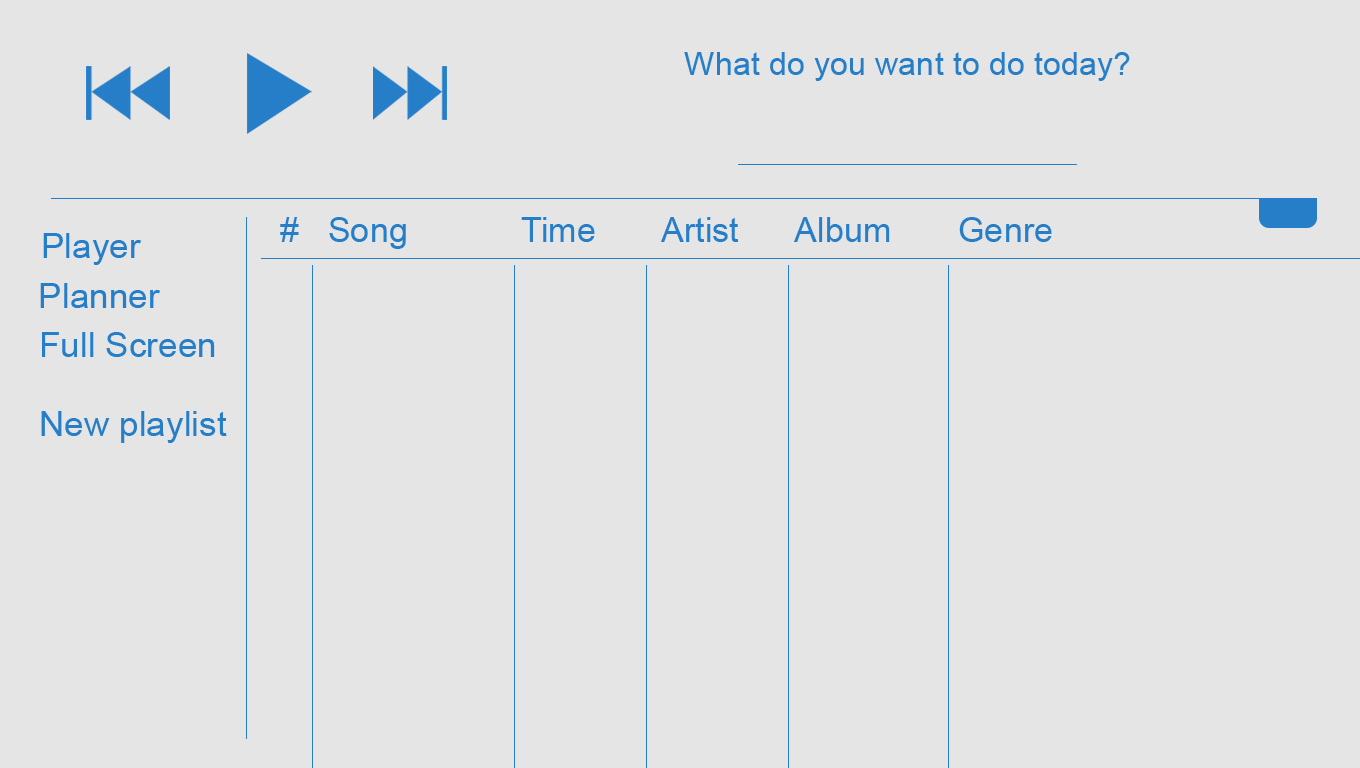 What do you want to do today?
# Song Time Artist Album Genre
Player
Planner
Full Screen
New playlist